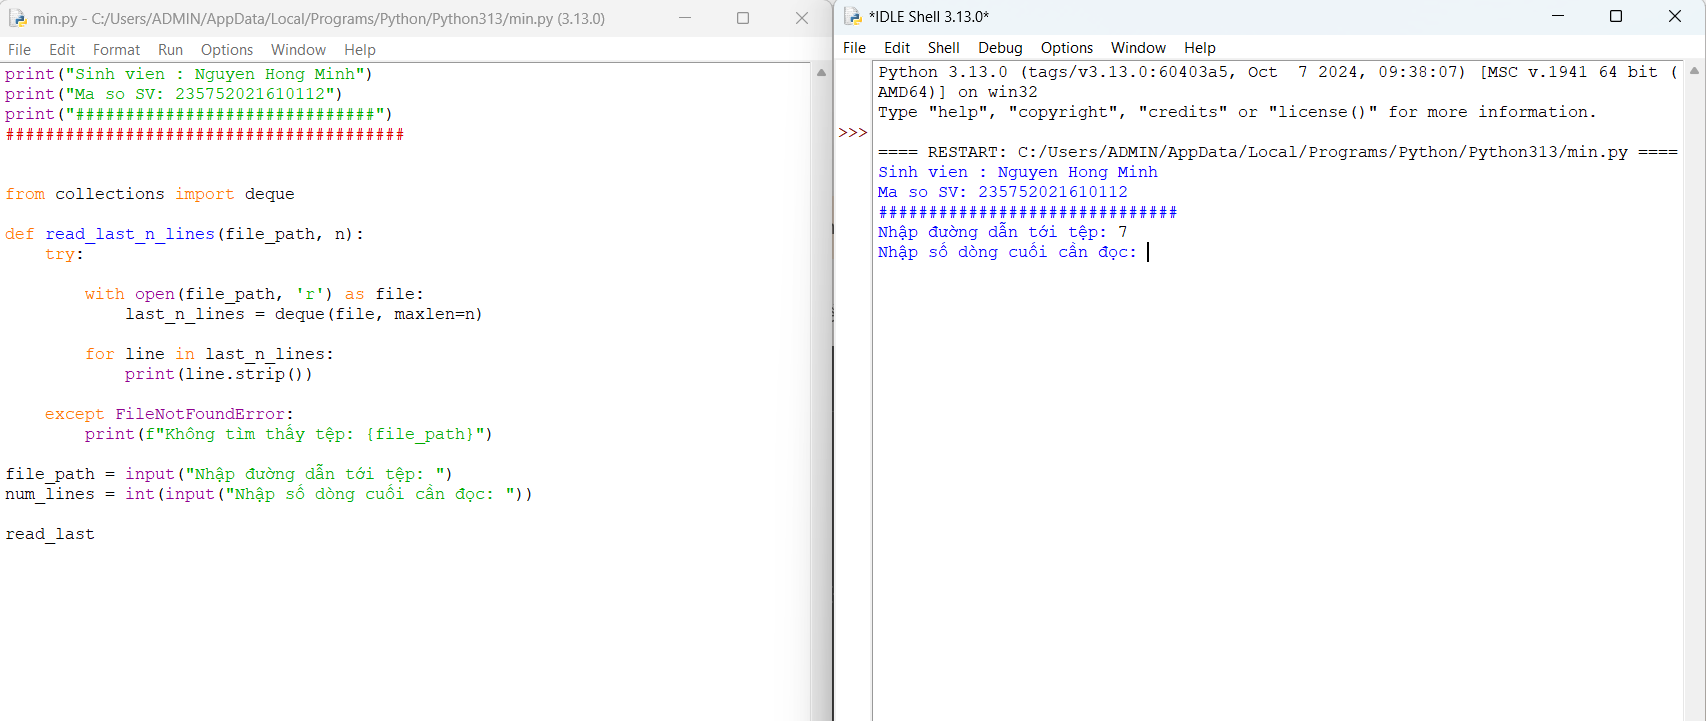 min.py - C:/Users/ADMIN/AppData/Local/Programs/Python/Python313/min.py (3.13.0)
File Edit Format Run Options Window Help
print("Sinh vien : Nguyen Hong Minh")
print("Ma so SV: 235752021610112")
print("##############################")
########################################
from collections import deque
def read_last_n_lines(file_path, n):
    try:
        with open(file_path, 'r') as file:
            last_n_lines = deque(file, maxlen=n)
        for line in last_n_lines:
            print(line.strip())
    except FileNotFoundError:
        print(f"Không tìm thấy tệp: {file_path}")
file_path = input("Nhập đường dẫn tới tệp: ")
num_lines = int(input("Nhập số dòng cuối cần đọc: "))
read_last
*IDLE Shell 3.13.0*
File Edit Shell Debug Options Window Help
Python 3.13.0 (tags/v3.13.0:60403a5, Oct  7 2024, 09:38:07) [MSC v.1941 64 bit (
AMD64)] on win32
Type "help", "copyright", "credits" or "license()" for more information.
>>>
==== RESTART: C:/Users/ADMIN/AppData/Local/Programs/Python/Python313/min.py ====
Sinh vien : Nguyen Hong Minh
Ma so SV: 235752021610112
##############################
Nhập đường dẫn tới tệp: 7
Nhập số dòng cuối cần đọc: